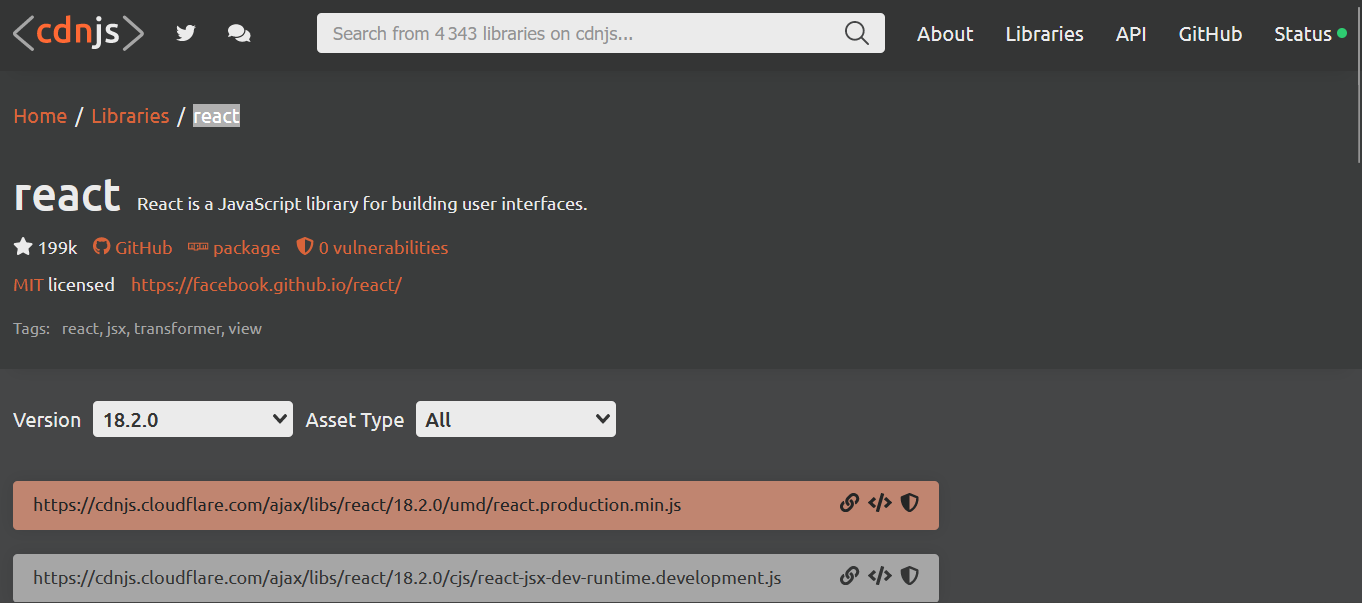 <cdnjs> Search from 4 343 libraries on cdnjs... About Libraries API GitHub Status
Home / Libraries / react
react React is a JavaScript library for building user interfaces.
199k GitHub npm package 0 vulnerabilities
MIT licensed https://facebook.github.io/react/
Tags: react, jsx, transformer, view
Version 18.2.0 Asset Type All
https://cdnjs.cloudflare.com/ajax/libs/react/18.2.0/umd/react.production.min.js </>
https://cdnjs.cloudflare.com/ajax/libs/react/18.2.0/cjs/react-jsx-dev-runtime.development.js </>